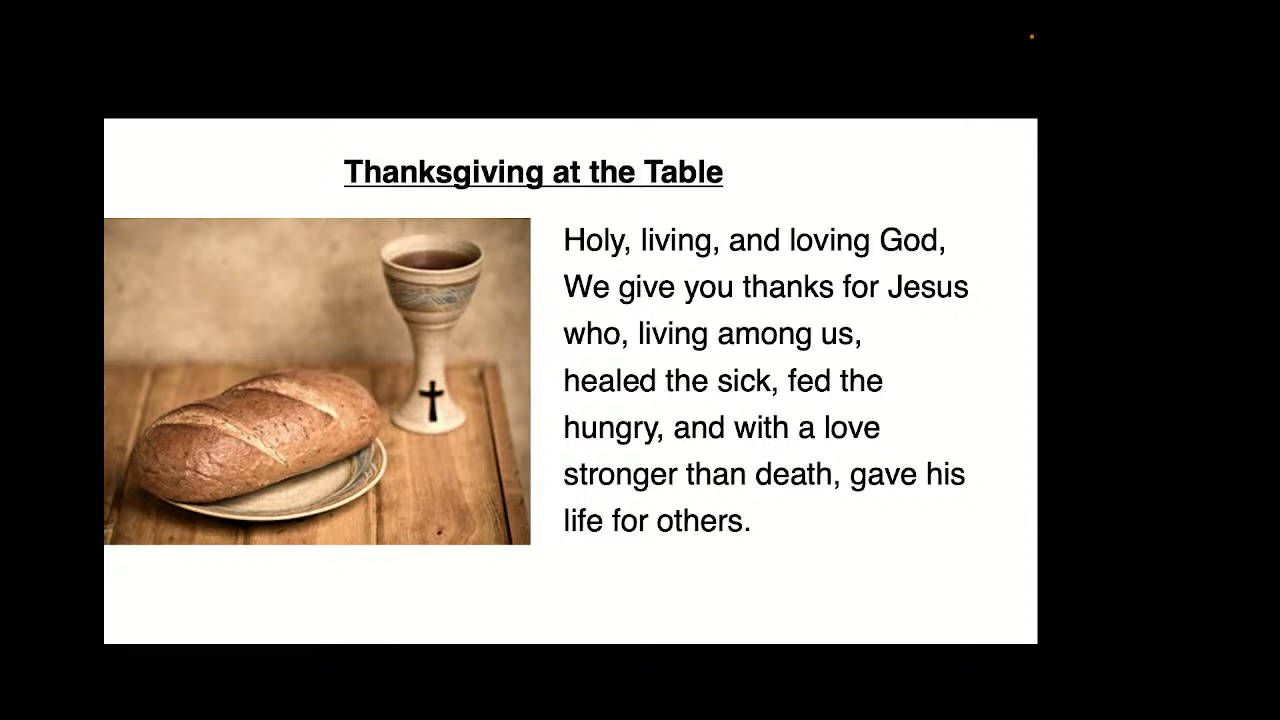 Thanksgiving at the Table
Holy, living, and loving God,
We give you thanks for Jesus
who, living among us,
healed the sick, fed the
hungry, and with a love
stronger than death, gave his
life for others.